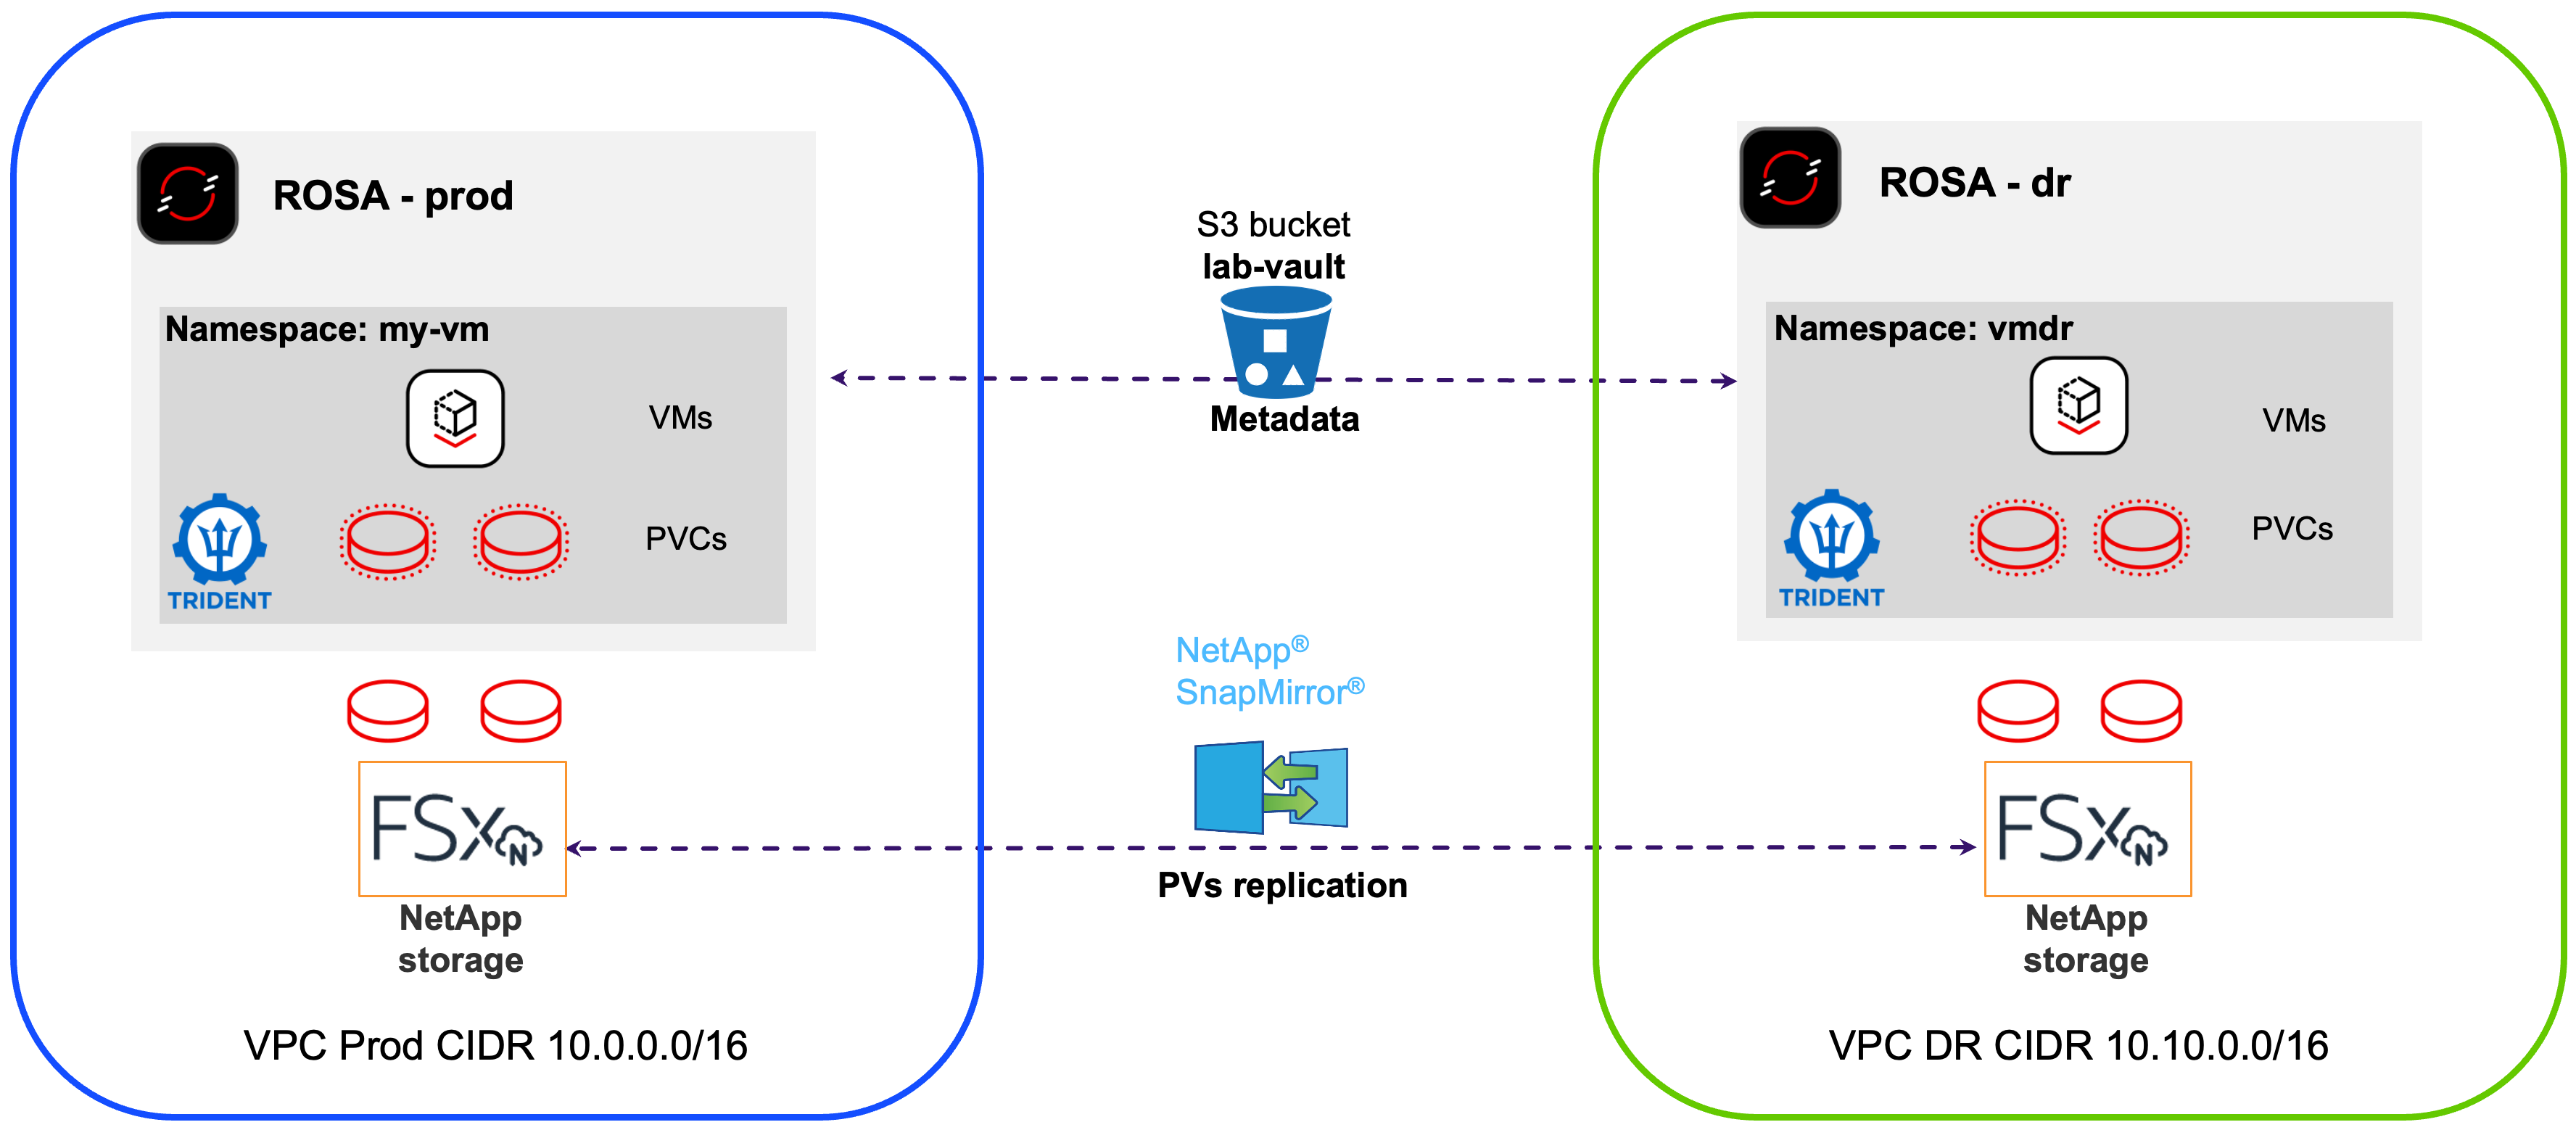 ROSA - prod
Namespace: my-vm
VMs
PVCs
TRIDENT
NetApp
storage
VPC Prod CIDR 10.0.0.0/16
S3 bucket
lab-vault
Metadata
NetApp®
SnapMirror®
PVs replication
ROSA - dr
Namespace: vmdr
VMs
PVCs
TRIDENT
FSx N
NetApp
storage
VPC DR CIDR 10.10.0.0/16
FSx N